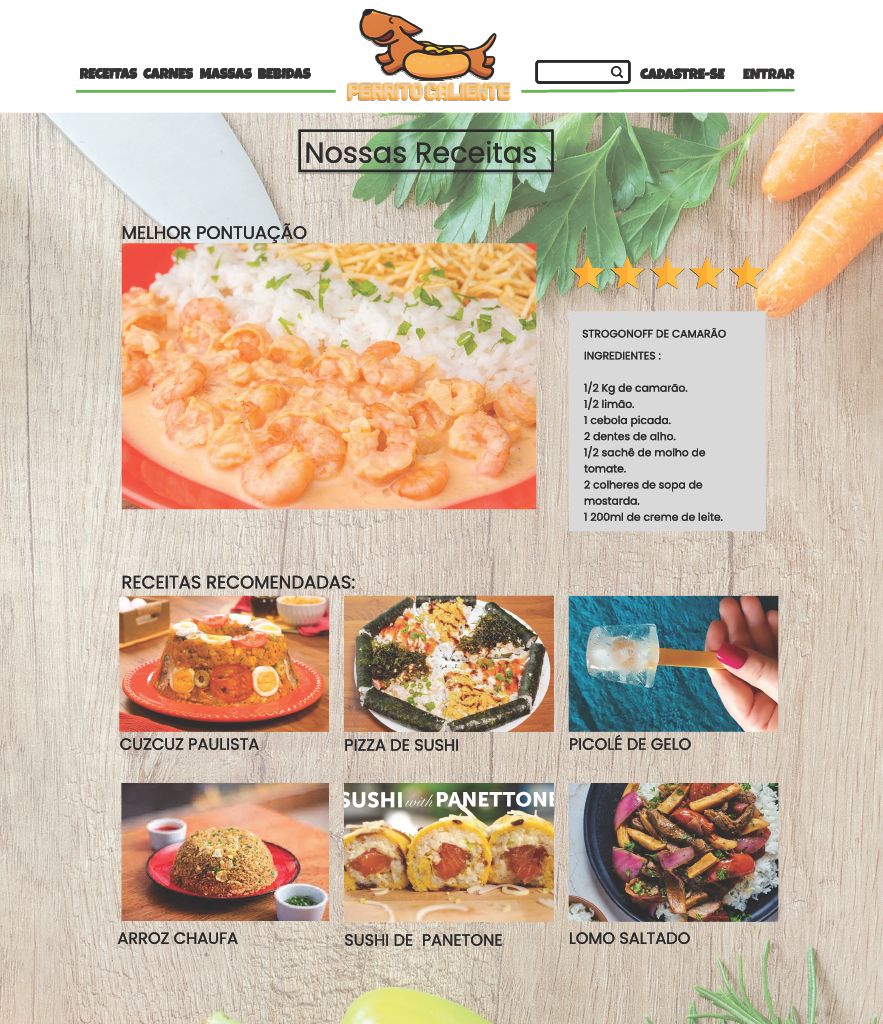 RECEITAS CARNES MASSAS BEBIDAS
PERRITO CALIENTE
CADASTRE-SE ENTRAR
Nossas Receitas
MELHOR PONTUAÇÃO
STROGONOFF DE CAMARÃO
INGREDIENTES :
1/2 Kg de camarão.
1/2 limão.
1 cebola picada.
2 dentes de alho.
1/2 sachê de molho de
tomate.
2 colheres de sopa de
mostarda.
1 200ml de creme de leite.
RECEITAS RECOMENDADAS:
CUZCUZ PAULISTA
PIZZA DE SUSHI
PICOLÉ DE GELO
SUSHI with PANETTONE
ARROZ CHAUFA
SUSHI DE PANETONE
LOMO SALTADO